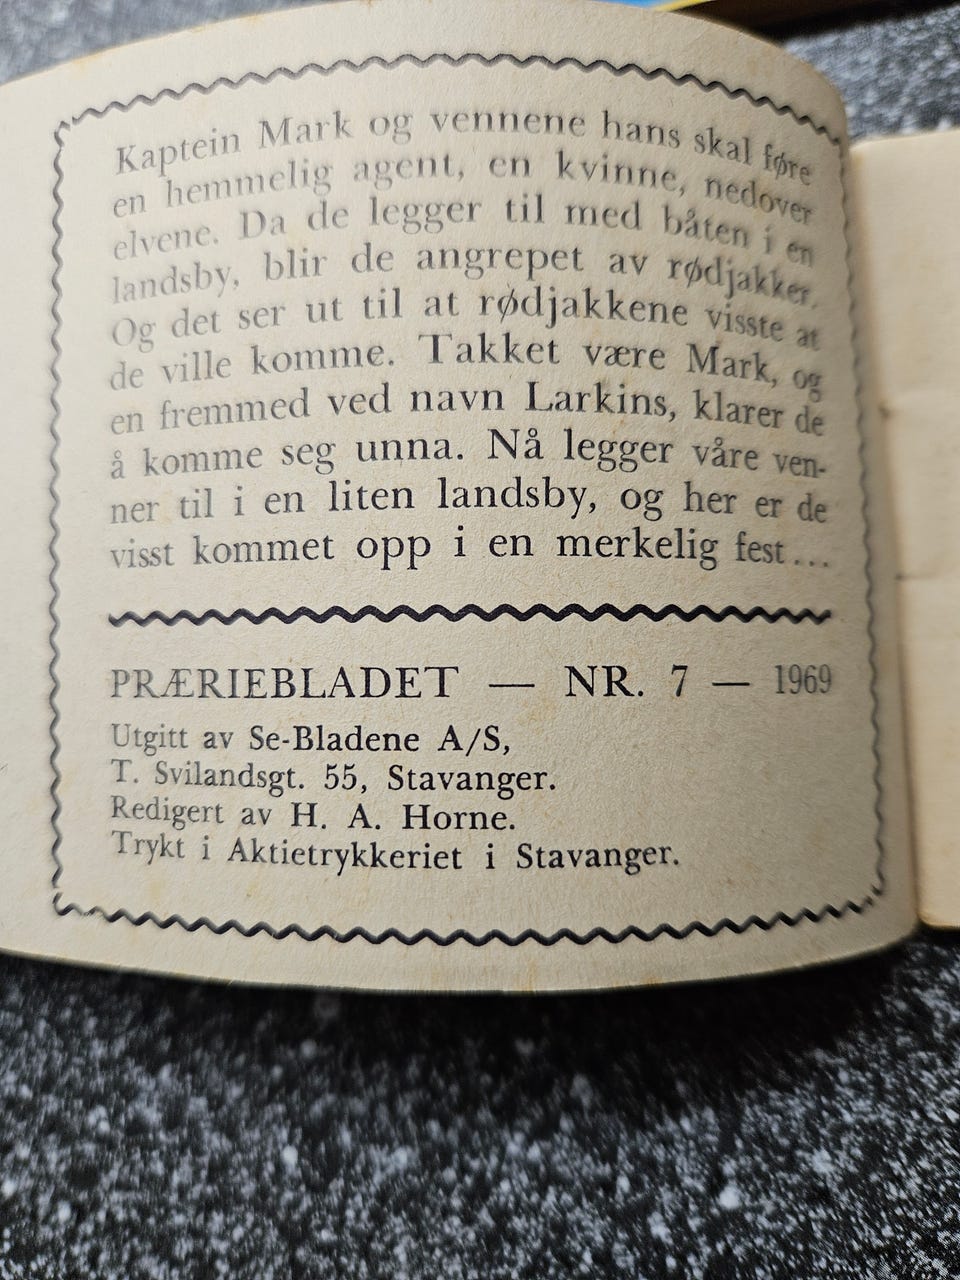 Kaptein Mark og vennene hans skal føre
en hemmelig agent, en kvinne, nedover
elvene. Da de legger til med båten i en
landsby, blir de angrepet av rødjakker.
Og det ser ut til at rødjakkene visste at
de ville komme. Takket være Mark, og
en fremmed ved navn Larkins, klarer de
å komme seg unna. Nå legger våre ven-
ner til i en liten landsby, og her er de
visst kommet opp i en merkelig fest...
PRÆRIEBLADET — NR. 7 — 1969
Utgitt av Se-Bladene A/S,
T. Svilandsgt. 55, Stavanger.
Redigert av H. A. Horne.
Trykt i Aktietrykkeriet i Stavanger.